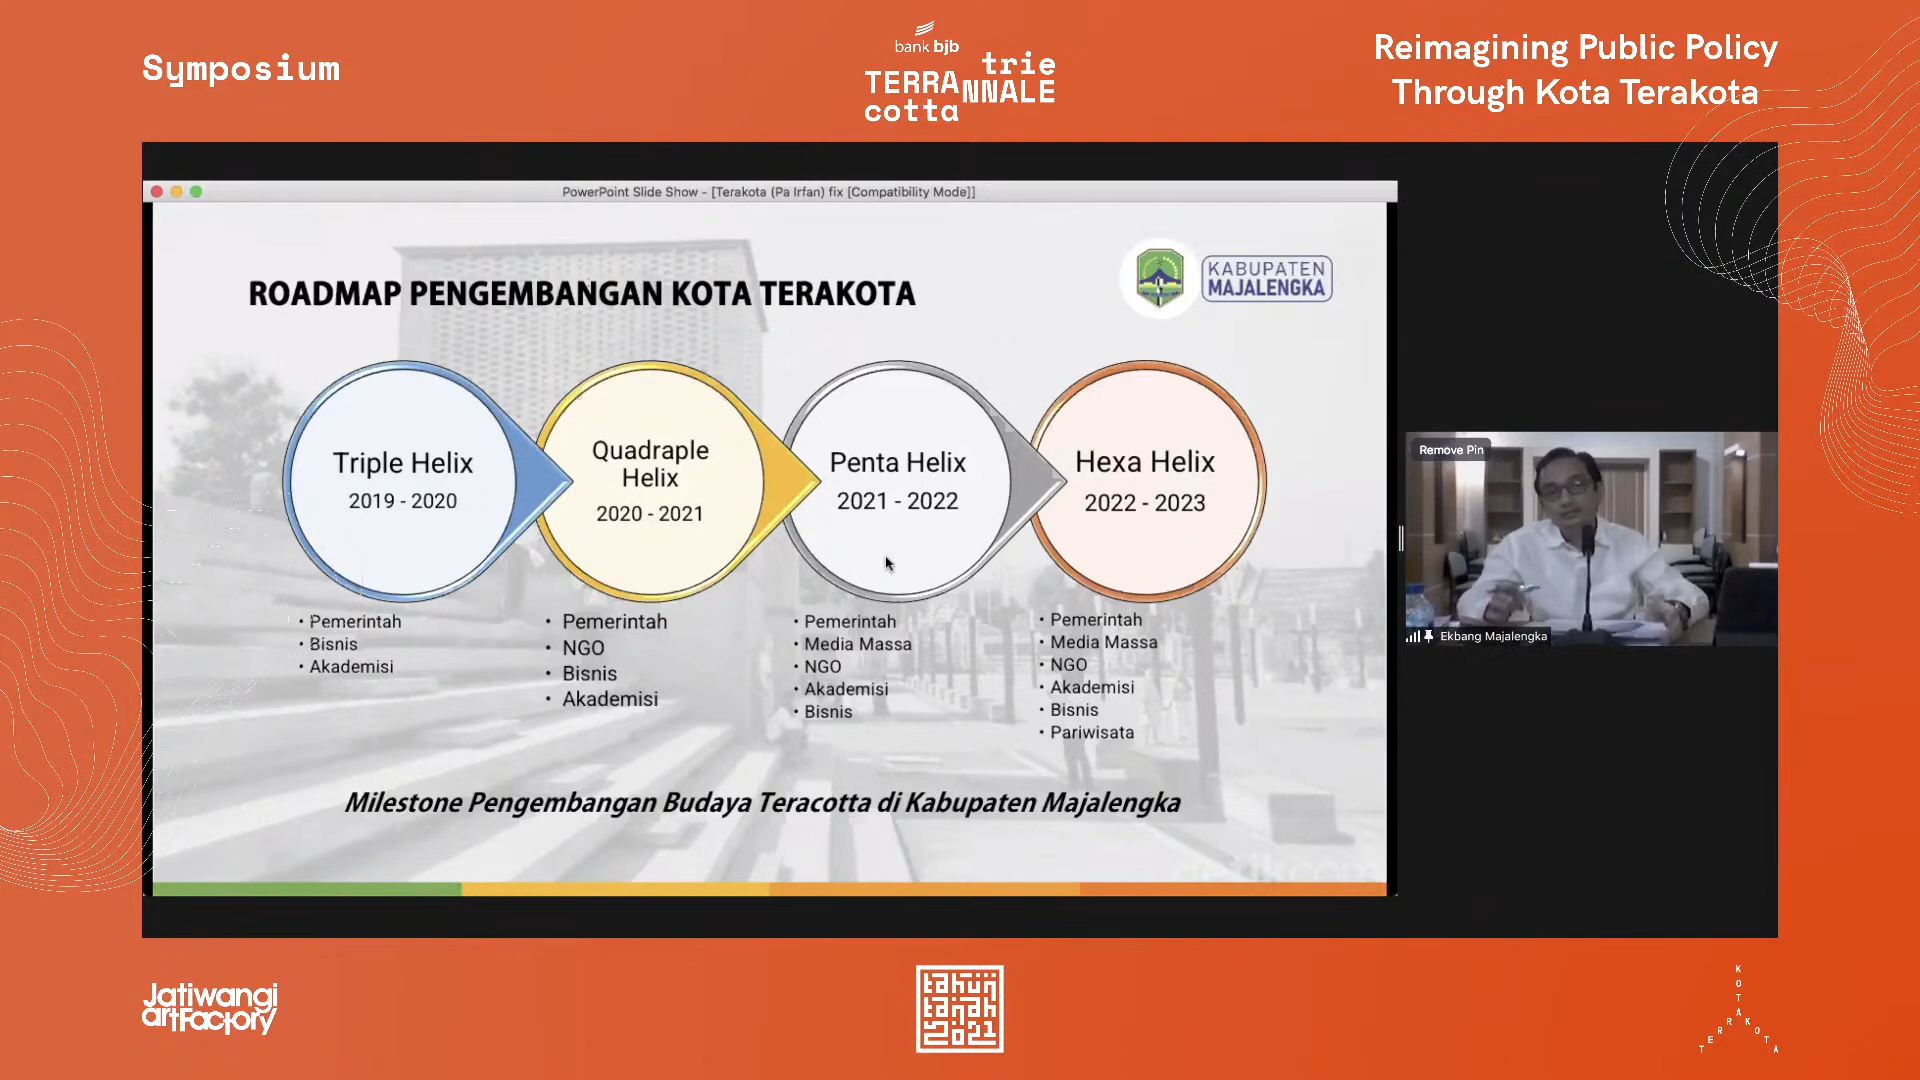 Symposium
bank bjb
TERRA
cotta
trie
NNALE
Reimagining Public Policy
Through Kota Terakota
PowerPoint Slide Show - [Terakota (Pa Irfan) fix [Compatibility Mode]]
ROADMAP PENGEMBANGAN KOTA TERAKOTA
KABUPATEN
MAJALENGKA
Triple Helix
2019 - 2020
• Pemerintah
• Bisnis
• Akademisi
Quadraple
Helix
2020 - 2021
• Pemerintah
• NGO
• Bisnis
• Akademisi
Penta Helix
2021 - 2022
• Pemerintah
• Media Massa
• NGO
• Akademisi
• Bisnis
Hexa Helix
2022 - 2023
• Pemerintah
• Media Massa
• NGO
• Akademisi
• Bisnis
• Pariwisata
Milestone Pengembangan Budaya Teracotta di Kabupaten Majalengka
Remove Pin
Ekbang Majalengka
Jatiwangi
artFactory
tahun
tanah
2021
KOTA
TERRAKOTA